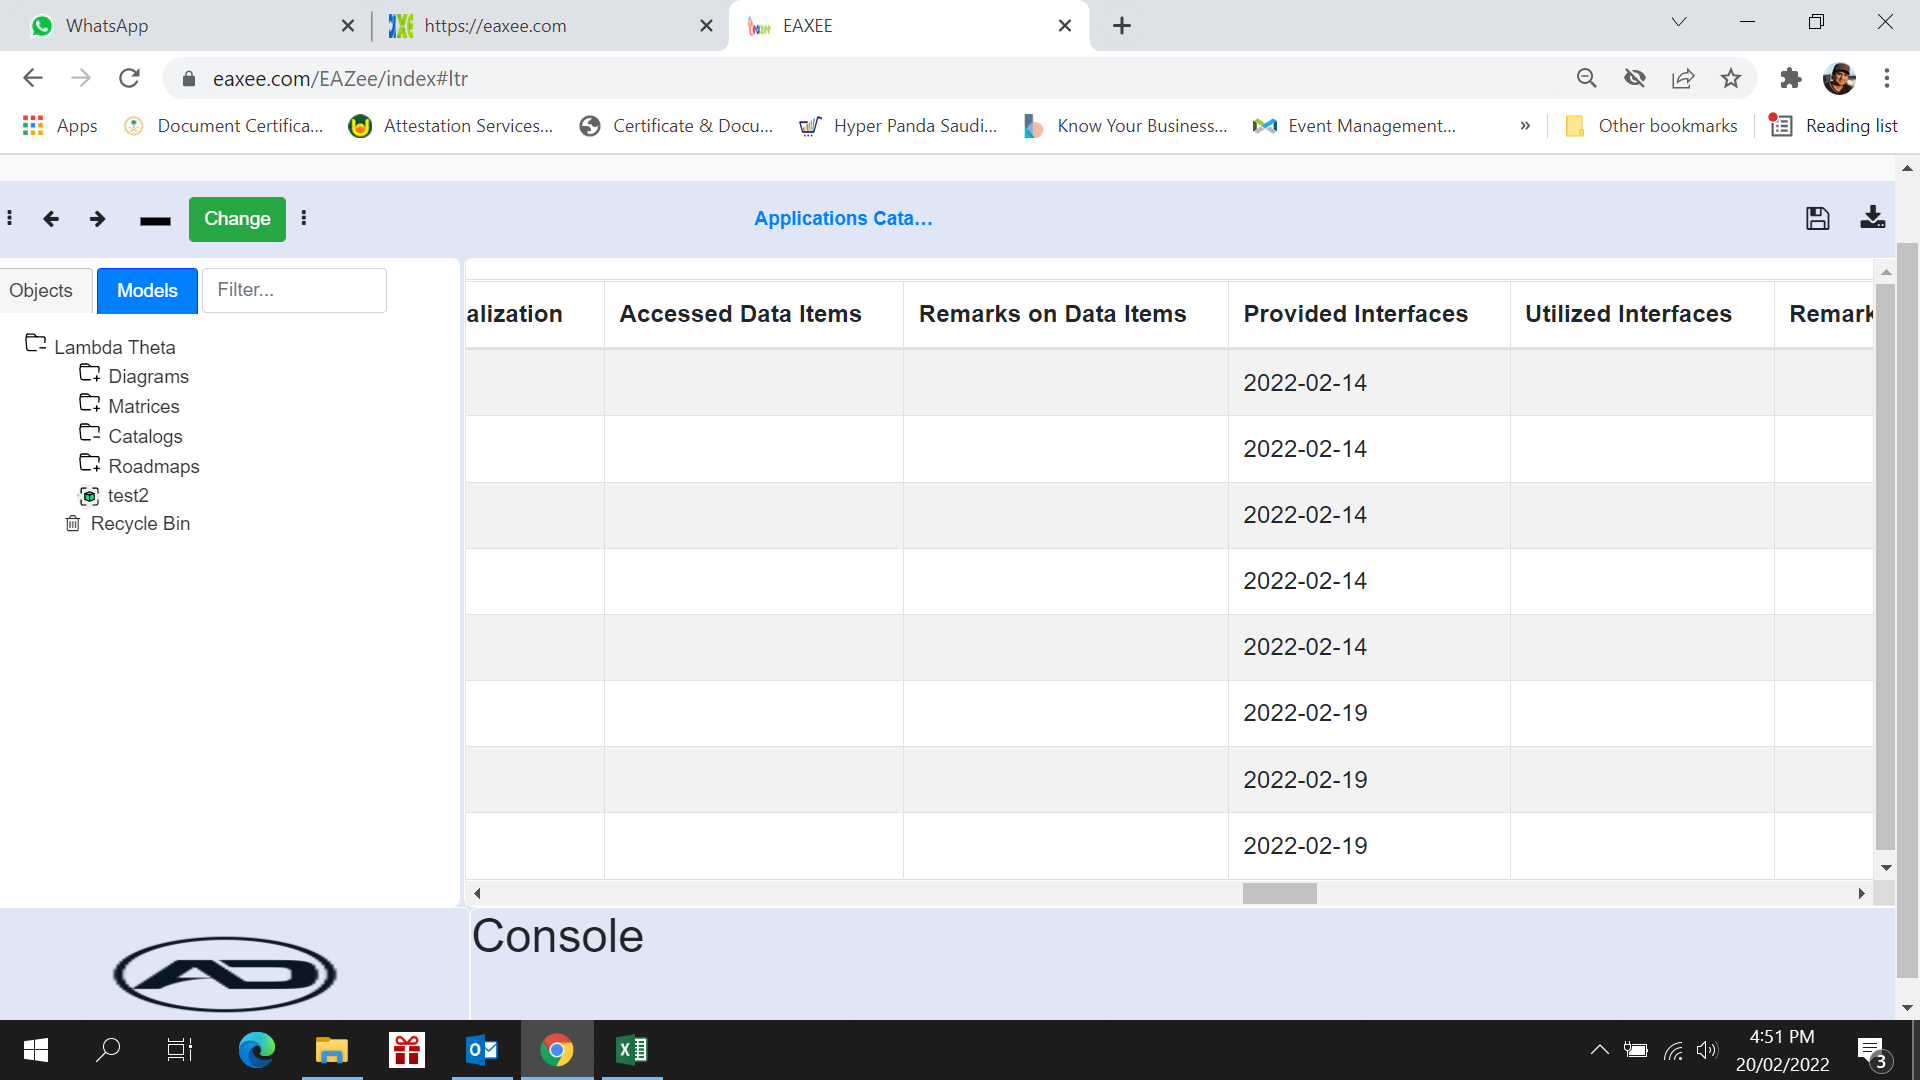 WhatsApp
https://eaxee.com
EAXEE
eaxee.com/EAZee/index#ltr
Apps
Document Certifica...
Attestation Services...
Certificate & Docu...
Hyper Panda Saudi...
Know Your Business...
Event Management...
»
Other bookmarks
Reading list
Change
Applications Cata...
Objects
Models
Filter...
Lambda Theta
Diagrams
Matrices
Catalogs
Roadmaps
test2
Recycle Bin
alization Accessed Data Items Remarks on Data Items Provided Interfaces Utilized Interfaces Remark
2022-02-14
2022-02-14
2022-02-14
2022-02-14
2022-02-14
2022-02-19
2022-02-19
2022-02-19
Console
AD
4:51 PM
20/02/2022
3